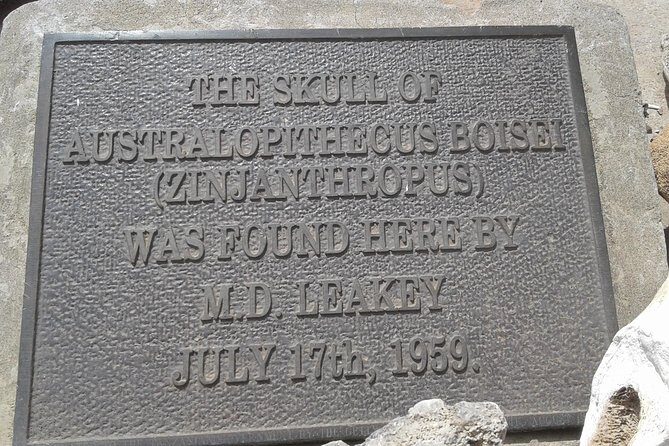 THE SKULL OF
AUSTRALOPITHECUS BOISEI
(ZINJANTHROPUS)
WAS FOUND HERE BY
M.D. LEAKEY
JULY 17th, 1959.